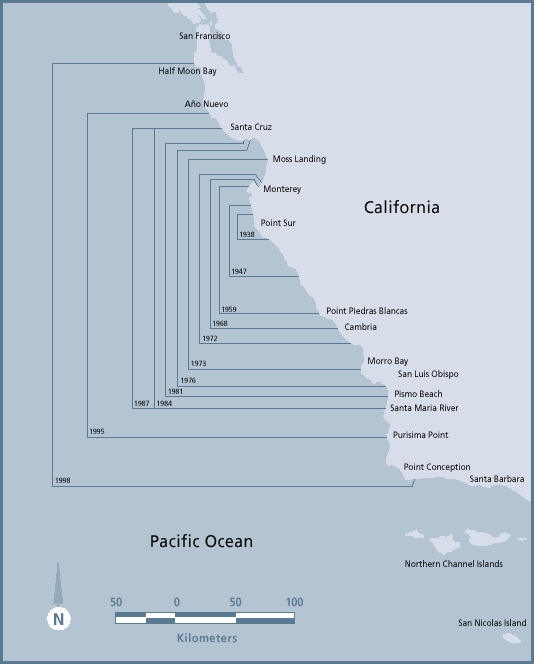 San Francisco
Half Moon Bay
Año Nuevo
Santa Cruz
Moss Landing
Monterey
California
Point Sur
1938
1947
1959
Point Piedras Blancas
1968
Cambria
1972
Morro Bay
1973
San Luis Obispo
1976
1981
Pismo Beach
1987
1984
Santa Maria River
1995
Purisima Point
Point Conception
1998
Santa Barbara
Pacific Ocean
Northern Channel Islands
50 0 50 100
N
San Nicolas Island
Kilometers